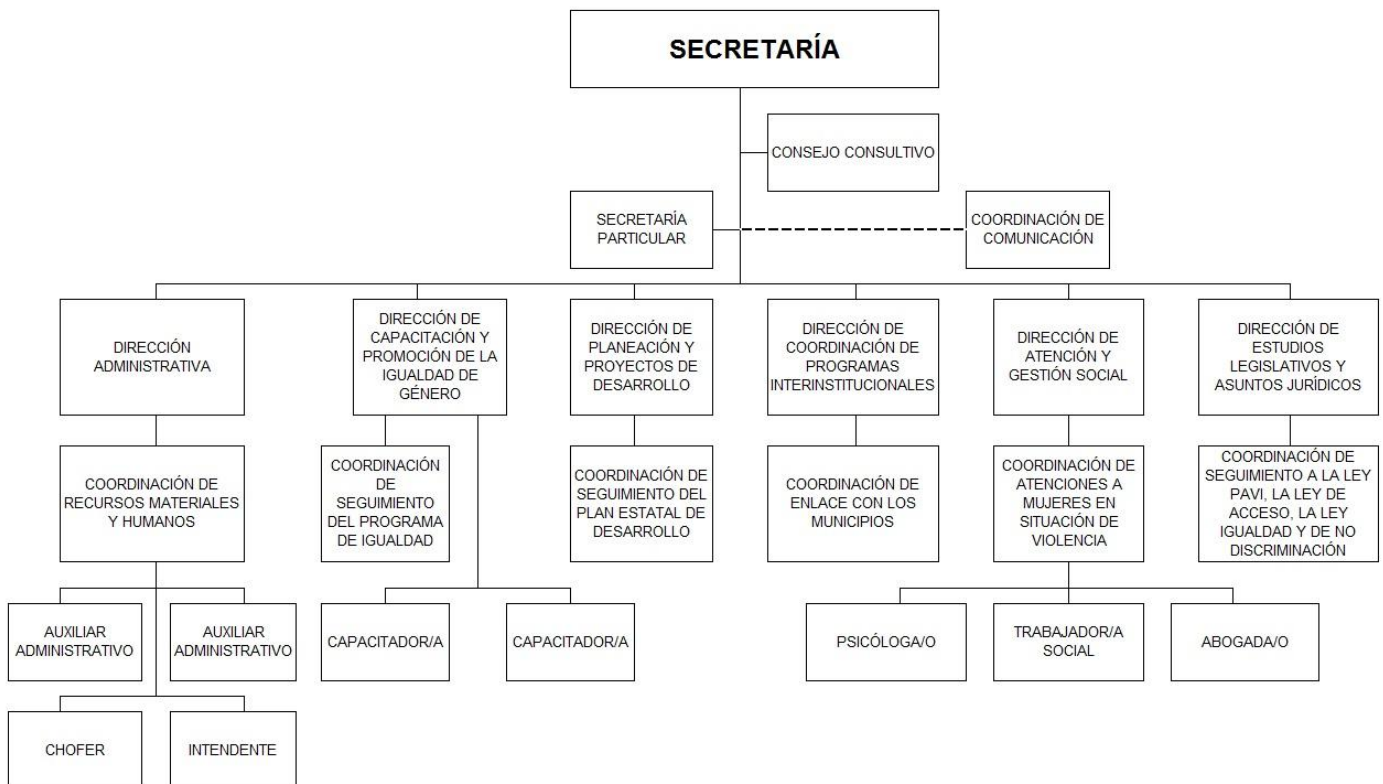 SECRETARÍA
CONSEJO CONSULTIVO
SECRETARÍA
PARTICULAR
COORDINACIÓN DE
COMUNICACIÓN
DIRECCIÓN
ADMINISTRATIVA
DIRECCIÓN DE
CAPACITACIÓN Y
PROMOCIÓN DE LA
IGUALDAD DE
GÉNERO
DIRECCIÓN DE
PLANEACIÓN Y
PROYECTOS DE
DESARROLLO
DIRECCIÓN DE
COORDINACIÓN DE
PROGRAMAS
INTERINSTITUCIONALES
DIRECCIÓN DE
ATENCIÓN Y
GESTIÓN SOCIAL
DIRECCIÓN DE
ESTUDIOS
LEGISLATIVOS Y
ASUNTOS JURÍDICOS
COORDINACIÓN DE
RECURSOS MATERIALES
Y HUMANOS
COORDINACIÓN
DE
SEGUIMIENTO
DEL PROGRAMA
DE IGUALDAD
COORDINACIÓN DE
SEGUIMIENTO DEL
PLAN ESTATAL DE
DESARROLLO
COORDINACIÓN DE
ENLACE CON LOS
MUNICIPIOS
COORDINACIÓN DE
ATENCIONES A
MUJERES EN
SITUACIÓN DE
VIOLENCIA
COORDINACIÓN DE
SEGUIMIENTO A LA LEY
PAVI, LA LEY DE
ACCESO, LA LEY
IGUALDAD Y DE NO
DISCRIMINACIÓN
AUXILIAR
ADMINISTRATIVO
AUXILIAR
ADMINISTRATIVO
CAPACITADOR/A
CAPACITADOR/A
PSICÓLOGA/O
TRABAJADOR/A
SOCIAL
ABOGADA/O
CHOFER
INTENDENTE